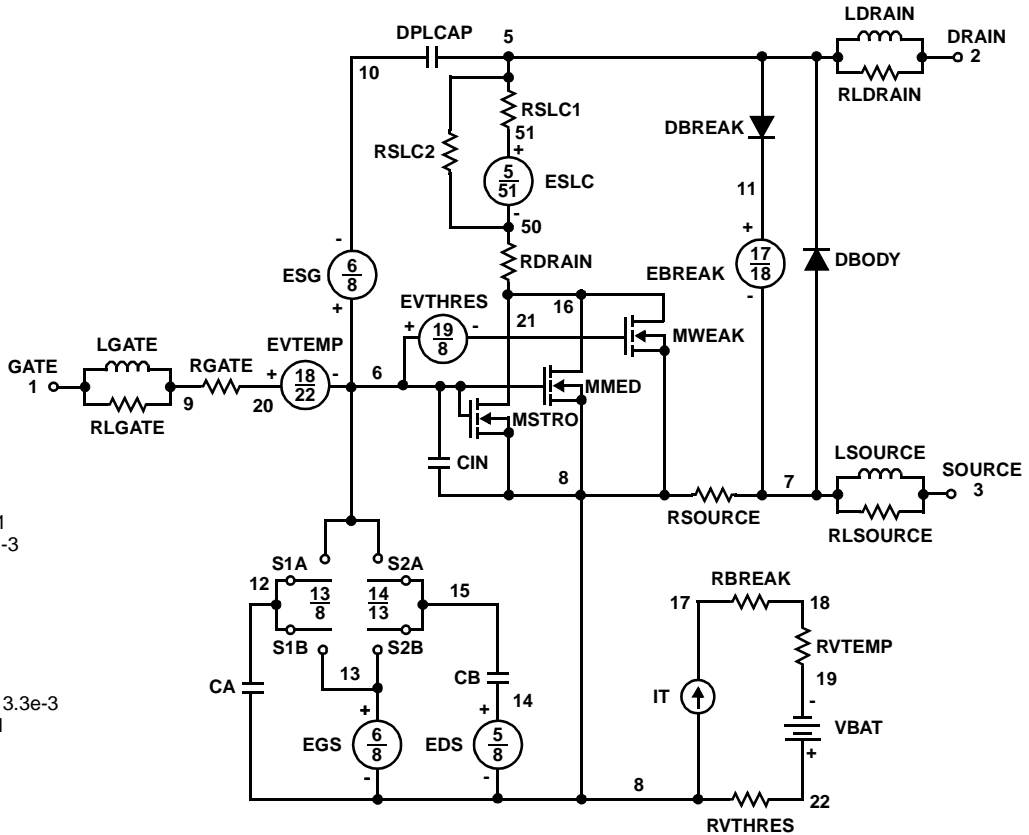 LDRAIN
DPLCAP
5
DRAIN
2
10
RLDRAIN
RSLC1
DBREAK
51
+
RSLC2
5
51
ESLC
11
-
50
+
-
17
18
EBREAK
DBODY
RDRAIN
6
8
ESG
EVTHRES
16
-
+
+
19
8
-
21
MWEAK
LGATE
EVTEMP
GATE
1
RGATE
+
18
22
-
6
MMED
9
20
RLGATE
MSTRO
LSOURCE
CIN
8
7
SOURCE
3
RSOURCE
RLSOURCE
-3
S1A
S2A
12
13
8
14
13
15
RBREAK
17
18
S1B
S2B
RVTEMP
13
CB
19
CA
14
IT
-
3.3e-3
+
+
VBAT
EGS
6
8
EDS
5
8
+
-
-
8
22
RVTHRES